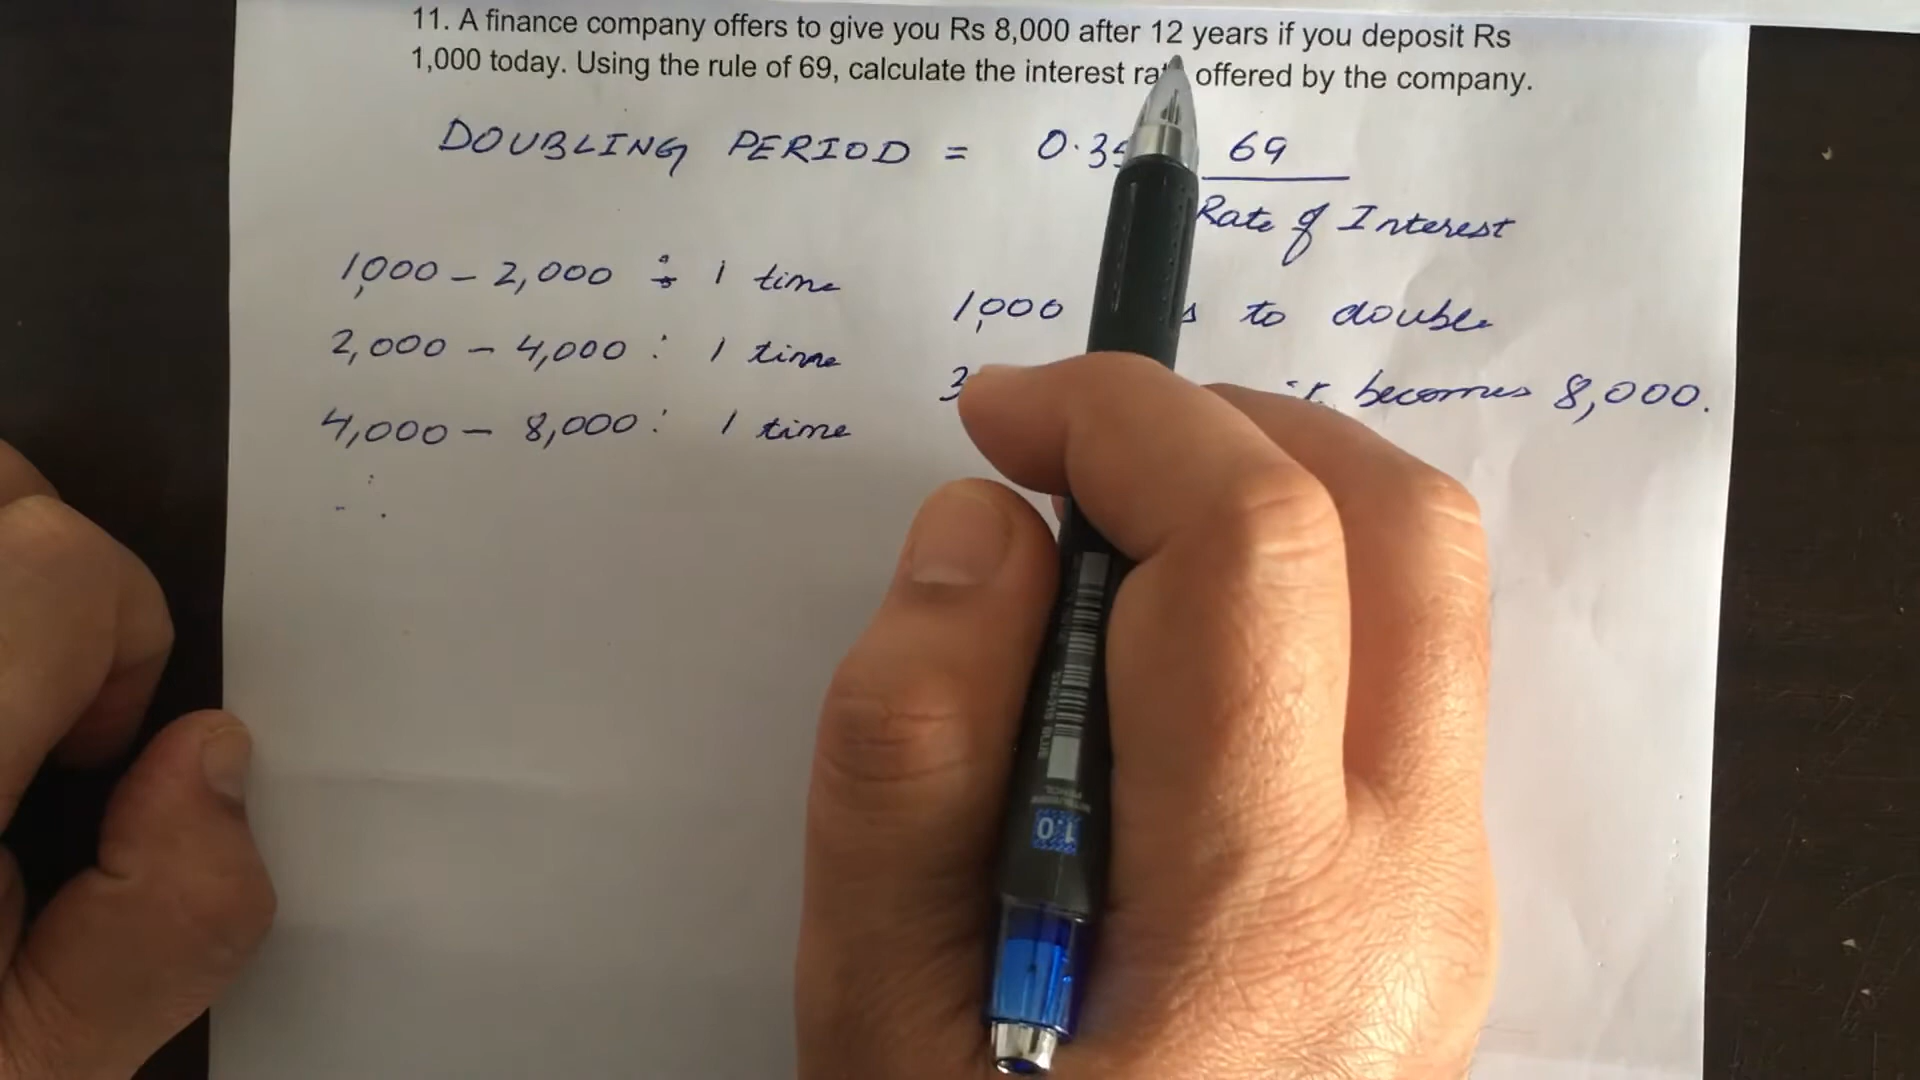 11. A finance company offers to give you Rs 8,000 after 12 years if you deposit Rs
1,000 today. Using the rule of 69, calculate the interest offered by the company.
DOUBLING PERIOD = 69
Rate of Interest
1,000 - 2,000 : 1 time
1,000 to double
2,000 - 4,000 : 1 time
becomes 8,000.
4,000 - 8,000 : 1 time
1.0